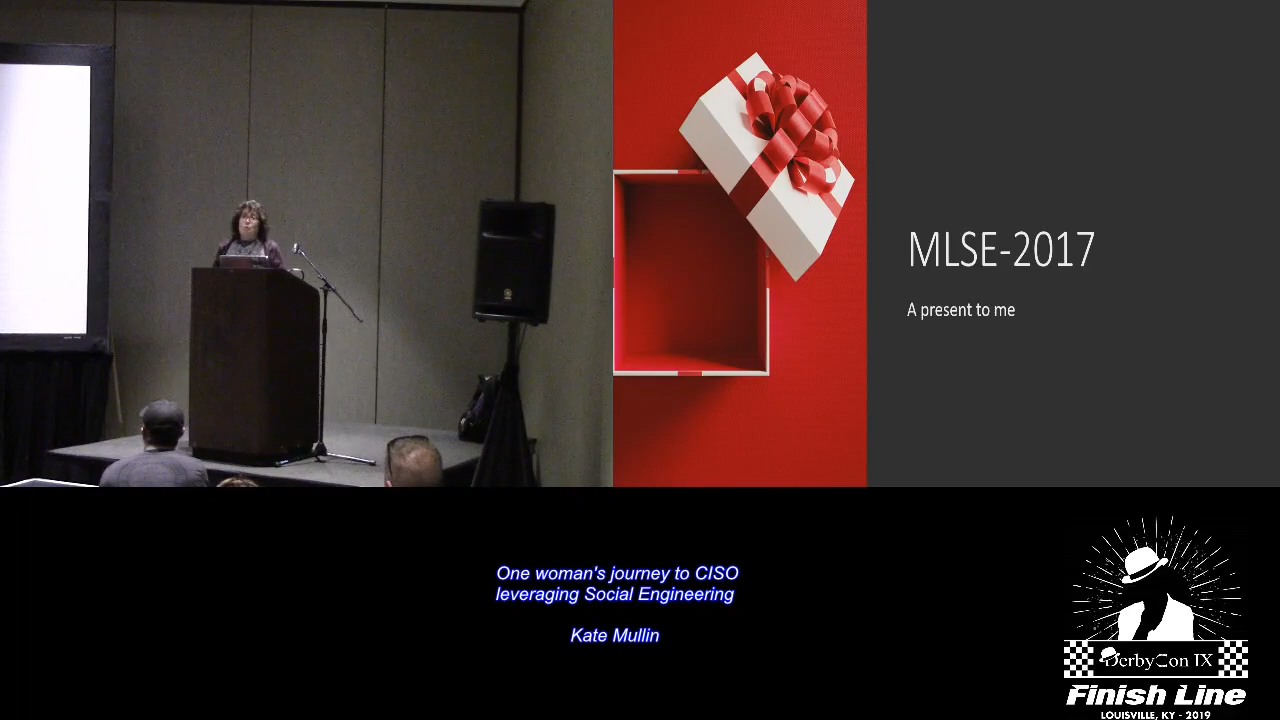 MLSE-2017
A present to me
One woman's journey to CISO
leveraging Social Engineering
Kate Mullin
DerbyCon IX
Finish Line
LOUISVILLE, KY - 2019